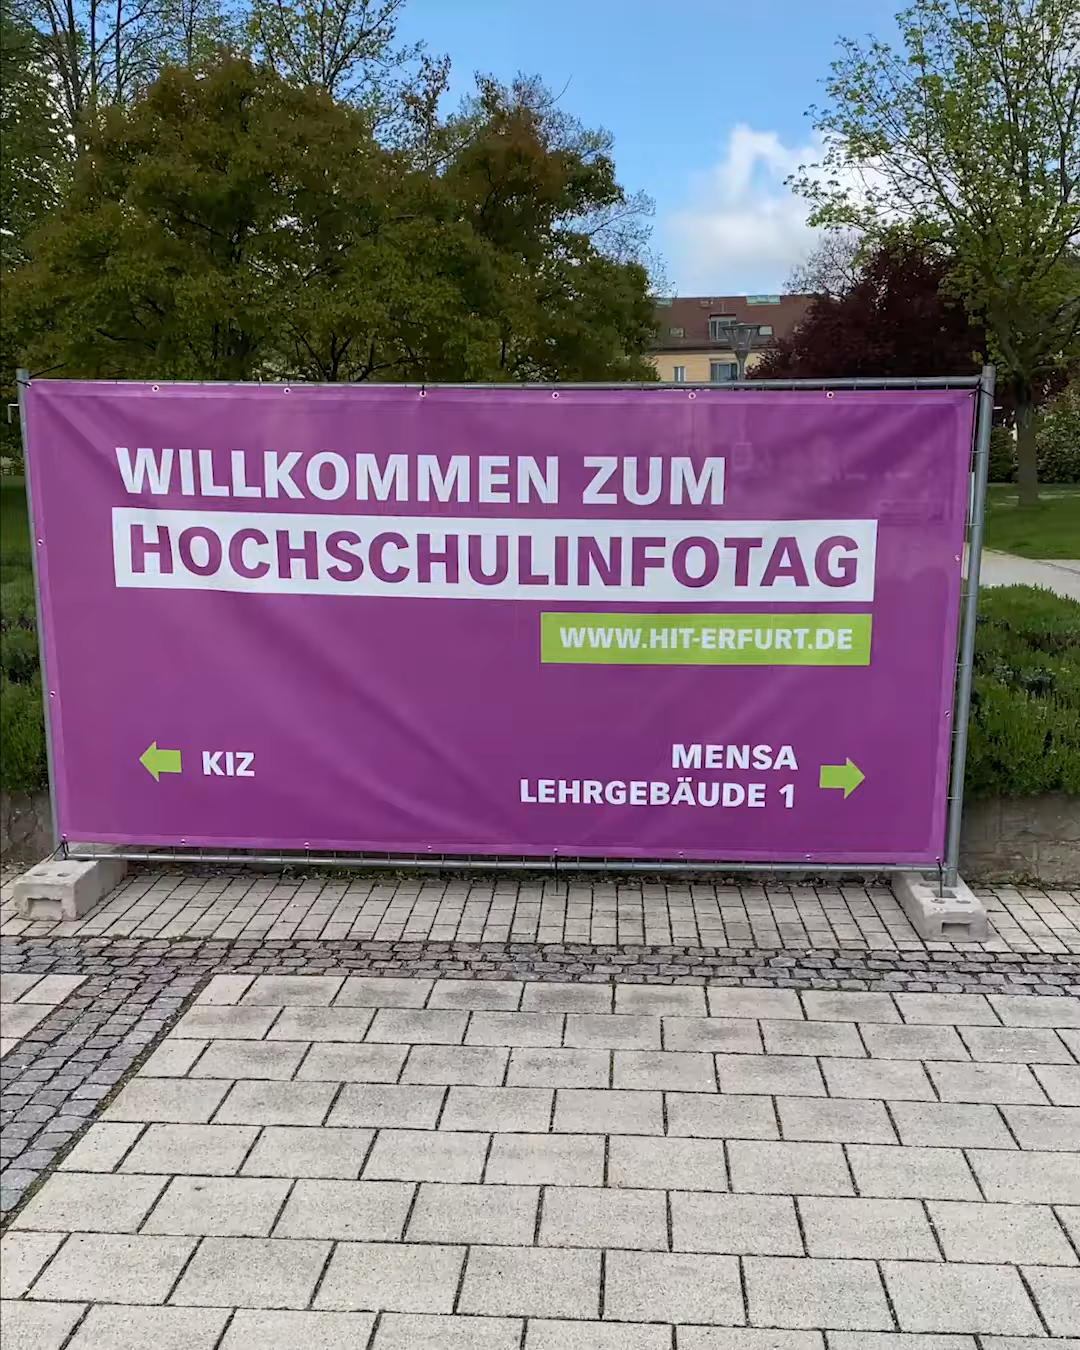 WILLKOMMEN ZUM
HOCHSCHULINFOTAG
WWW.HIT-ERFURT.DE
KIZ
MENSA
LEHRGEBÄUDE 1